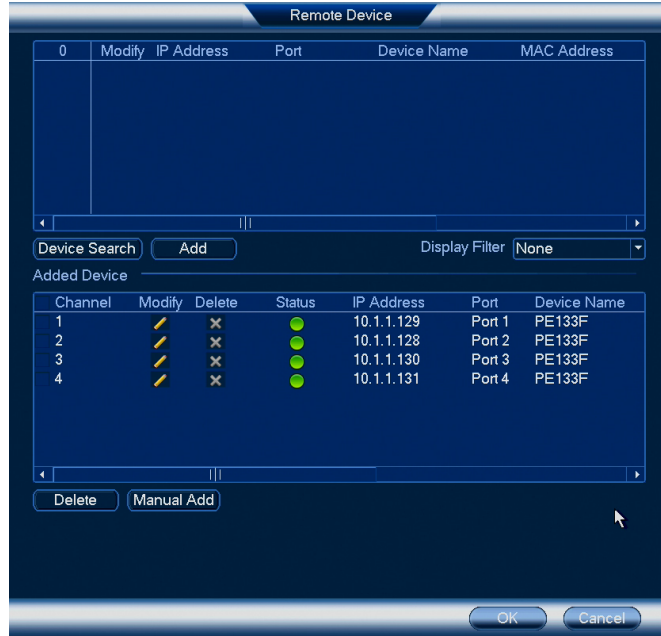 Remote Device
0 Modify IP Address Port Device Name MAC Address
Device Search Add Display Filter None
Added Device
Channel Modify Delete Status IP Address Port Device Name
1 10.1.1.129 Port 1 PE133F
2 10.1.1.128 Port 2 PE133F
3 10.1.1.130 Port 3 PE133F
4 10.1.1.131 Port 4 PE133F
Delete Manual Add
OK Cancel